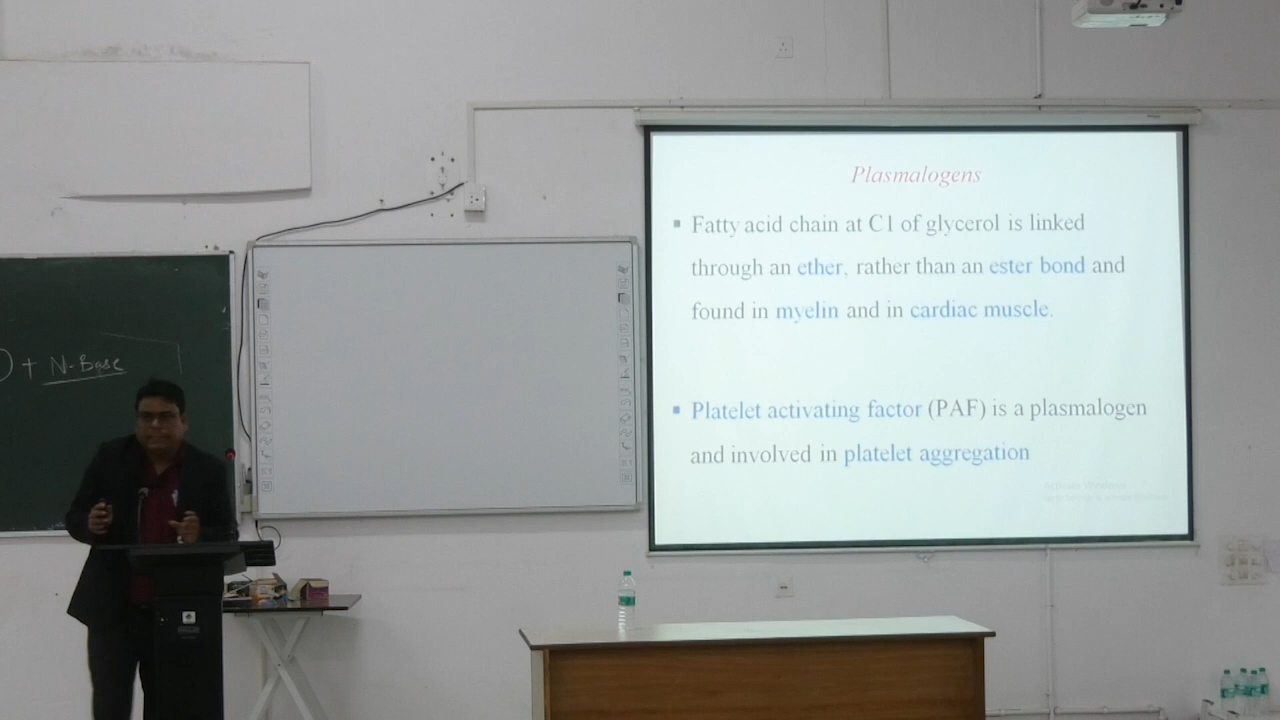 ) + N-Base
Plasmalogens
▪ Fatty acid chain at C1 of glycerol is linked
through an ether, rather than an ester bond and
found in myelin and in cardiac muscle.
▪ Platelet activating factor (PAF) is a plasmalogen
and involved in platelet aggregation
Activate Windows